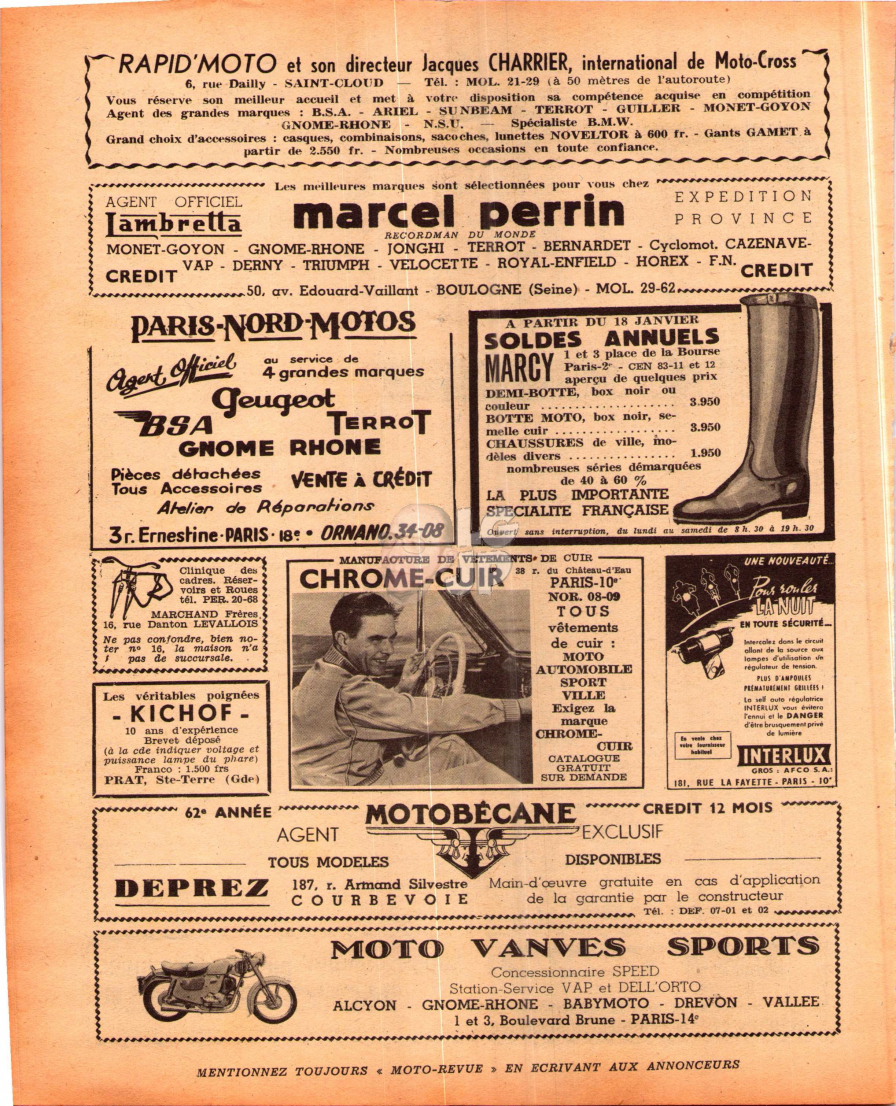 RAPID'MOTO et son directeur Jacques CHARRIER, international de Moto-Cross
6, rue Dailly - SAINT-CLOUD — Tél. : MOL. 21-29 (à 50 mètres de l'autoroute)
Vous réserve son meilleur accueil et met à votre disposition sa compétence acquise en compétition
Agent des grandes marques : B.S.A. - ARIEL - SUNBEAM - TERROT - GUILLER - MONET-GOYON
GNOME-RHONE - N.S.U. — Spécialiste B.M.W.
Grand choix d'accessoires : casques, combinaisons, sacoches, lunettes NOVELTOR à 600 fr. - Gants GAMET à
partir de 2.550 fr. - Nombreuses occasions en toute confiance.
Les meilleures marques sont sélectionnées pour vous chez
AGENT OFFICIEL
Lambretta
marcel perrin
RECORDMAN DU MONDE
EXPEDITION
PROVINCE
MONET-GOYON - GNOME-RHONE - JONGHI - TERROT - BERNARDET - Cyclomot. CAZENAVE-
VAP - DERNY - TRIUMPH - VELOCETTE - ROYAL-ENFIELD - HOREX - F.N.
CREDIT
CREDIT
50, av. Edouard-Vaillant - BOULOGNE (Seine) - MOL. 29-62
PARIS-NORD-MOTOS
Agent Officiel
au service de
4 grandes marques
Peugeot
BSA TERROT
GNOME RHONE
Pièces détachées
Tous Accessoires
VENTE à CRÉDIT
Atelier de Réparations
3 r. Ernestine · PARIS · 18e • ORNANO. 34-08
A PARTIR DU 18 JANVIER
SOLDES ANNUELS
MARCY
1 et 3 place de la Bourse
Paris-2e - CEN 83-11 et 12
aperçu de quelques prix
DEMI-BOTTE, box noir ou
couleur .................... 3.950
BOTTE MOTO, box noir, se-
melle cuir .................. 3.950
CHAUSSURES de ville, mo-
dèles divers ................ 1.950
nombreuses séries démarquées
de 40 à 60 %
LA PLUS IMPORTANTE
SPECIALITE FRANÇAISE
Ouvert sans interruption, du lundi au samedi de 8 h. 30 à 19 h. 30
Clinique des
cadres. Réser-
voirs et Roues
tél. PER. 20-68
MARCHAND Frères
16, rue Danton LEVALLOIS
Ne pas confondre, bien no-
ter n° 16, la maison n'a
pas de succursale.
Les véritables poignées
- KICHOF -
10 ans d'expérience
Brevet déposé
(à la cde indiquer voltage et
puissance lampe du phare)
Franco : 1.500 frs
PRAT, Ste-Terre (Gde)
MANUFACTURE DE VETEMENTS DE CUIR
CHROME-CUIR
38 r. du Château-d'Eau
PARIS-10e
NOR. 08-09
TOUS
vêtements
de cuir :
MOTO
AUTOMOBILE
SPORT
VILLE
Exigez la
marque
CHROME-
CUIR
CATALOGUE
GRATUIT
SUR DEMANDE
UNE NOUVEAUTÉ...
Pour rouler
LA NUIT
EN TOUTE SÉCURITÉ...
Intercalez dans le circuit
allant de la source aux
lampes d'utilisation un
régulateur de tension.
PLUS D'AMPOULES
PRÉMATURÉMENT GRILLÉES !
La self auto régulatrice
INTERLUX vous évitera
l'ennui et le DANGER
d'être brusquement privé
de lumière
En vente chez
votre fournisseur
habituel
INTERLUX
GROS : AFCO S.A.:
181, RUE LA FAYETTE - PARIS - 10e
62e ANNÉE
MOTOBÉCANE
CREDIT 12 MOIS
AGENT EXCLUSIF
TOUS MODELES DISPONIBLES
DEPREZ
187, r. Armand Silvestre
COURBEVOIE
Main-d'œuvre gratuite en cas d'application
de la garantie par le constructeur
Tél. : DEF. 07-01 et 02
MOTO VANVES SPORTS
Concessionnaire SPEED
Station-Service VAP et DELL'ORTO
ALCYON - GNOME-RHONE - BABYMOTO - DREVON - VALLEE
1 et 3, Boulevard Brune - PARIS-14e
MENTIONNEZ TOUJOURS « MOTO-REVUE » EN ECRIVANT AUX ANNONCEURS